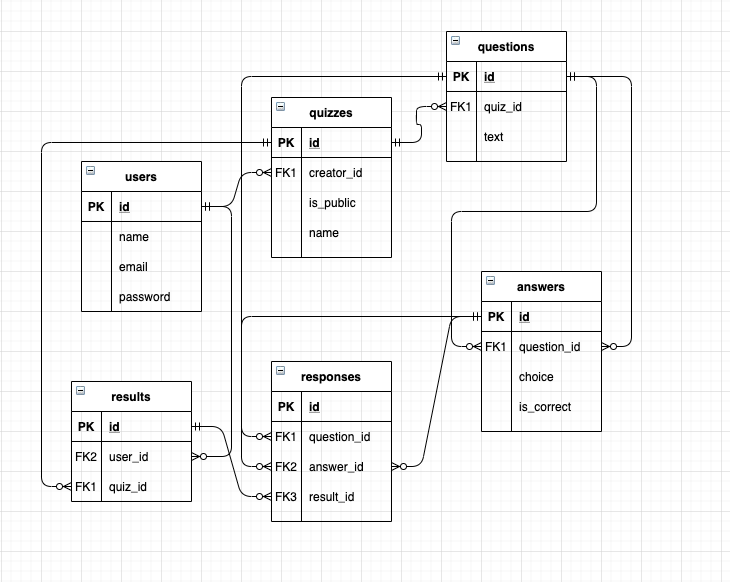 questions
PK id
FK1 quiz_id
text
quizzes
PK id
FK1 creator_id
is_public
name
users
PK id
name
email
password
answers
PK id
FK1 question_id
choice
is_correct
responses
PK id
FK1 question_id
FK2 answer_id
FK3 result_id
results
PK id
FK2 user_id
FK1 quiz_id